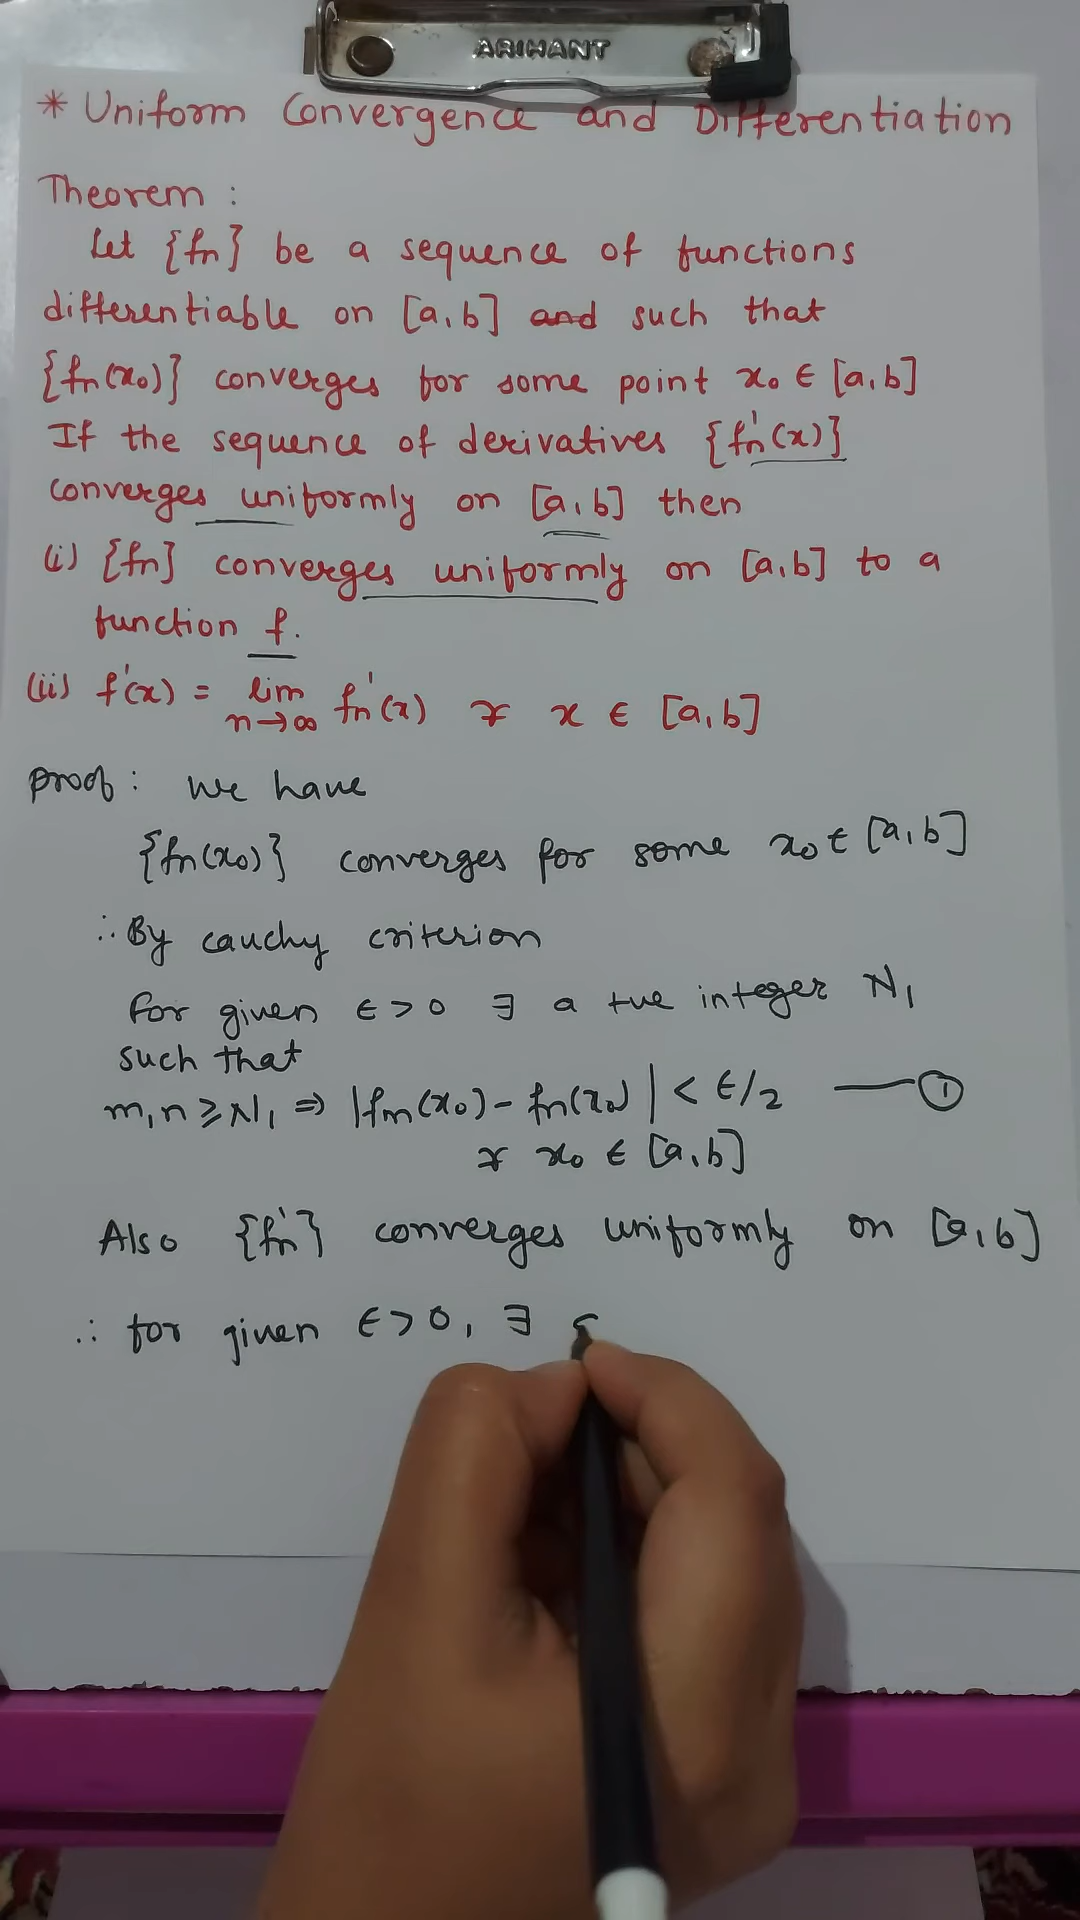 ARIHANT
* Uniform Convergence and Differentiation
Theorem :
Let {fn} be a sequence of functions
differentiable on [a,b] and such that
{fn(x₀)} converges for some point x₀ ∈ [a,b]
If the sequence of derivatives {fn'(x)}
converges uniformly on [a,b] then
(i) {fn} converges uniformly on [a,b] to a
function f.
(ii) f'(x) = lim n→∞ fn'(x) ∀ x ∈ [a,b]
Proof : we have
{fn(x₀)} converges for some x₀ ∈ [a,b]
∴ By cauchy criterion
for given ε > 0 ∃ a +ve integer N₁
such that
m,n ≥ N₁ ⇒ |fm(x₀) - fn(x₀)| < ε/2 —— ①
∀ x₀ ∈ [a,b]
Also {fn'} converges uniformly on [a,b]
∴ for given ε > 0, ∃